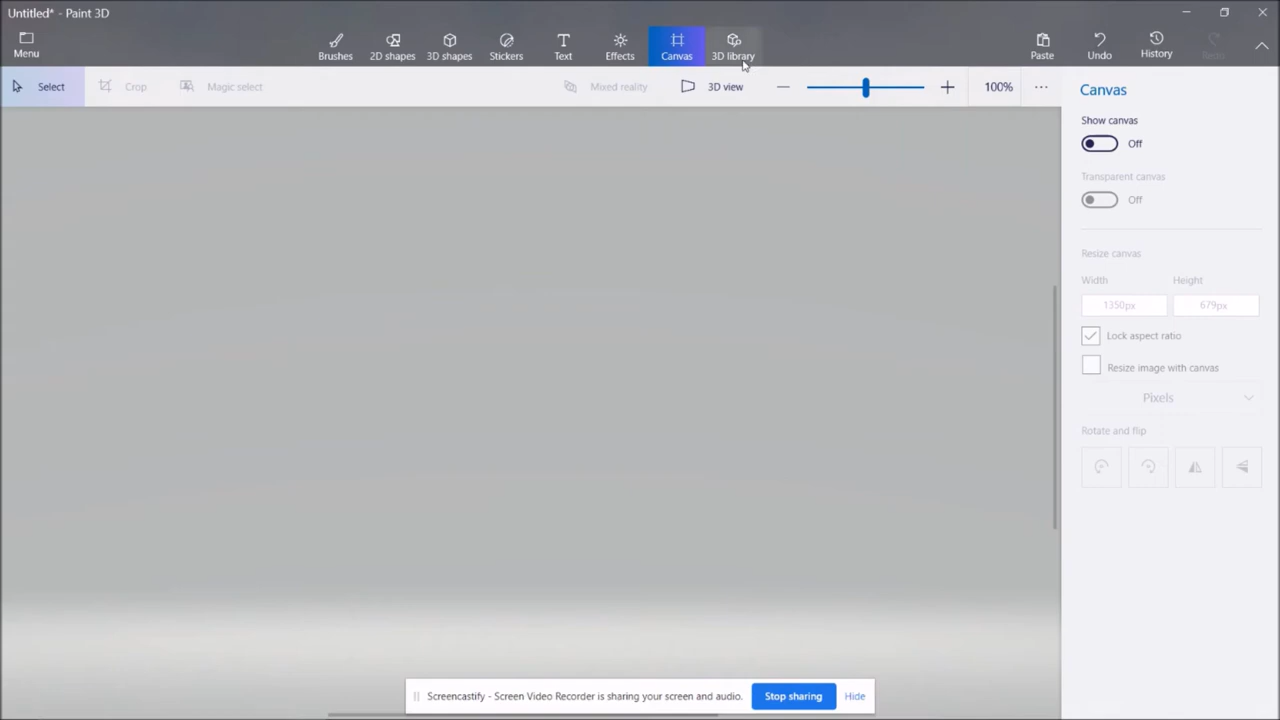 Untitled* - Paint 3D
Menu
Brushes
2D shapes
3D shapes
Stickers
Text
Effects
Canvas
3D library
Paste
Undo
History
Redo
Select
Crop
Magic select
Mixed reality
3D view
100%
Canvas
Show canvas
Off
Transparent canvas
Off
Resize canvas
Width Height
1350px 679px
Lock aspect ratio
Resize image with canvas
Pixels
Rotate and flip
Screencastify - Screen Video Recorder is sharing your screen and audio.
Stop sharing
Hide